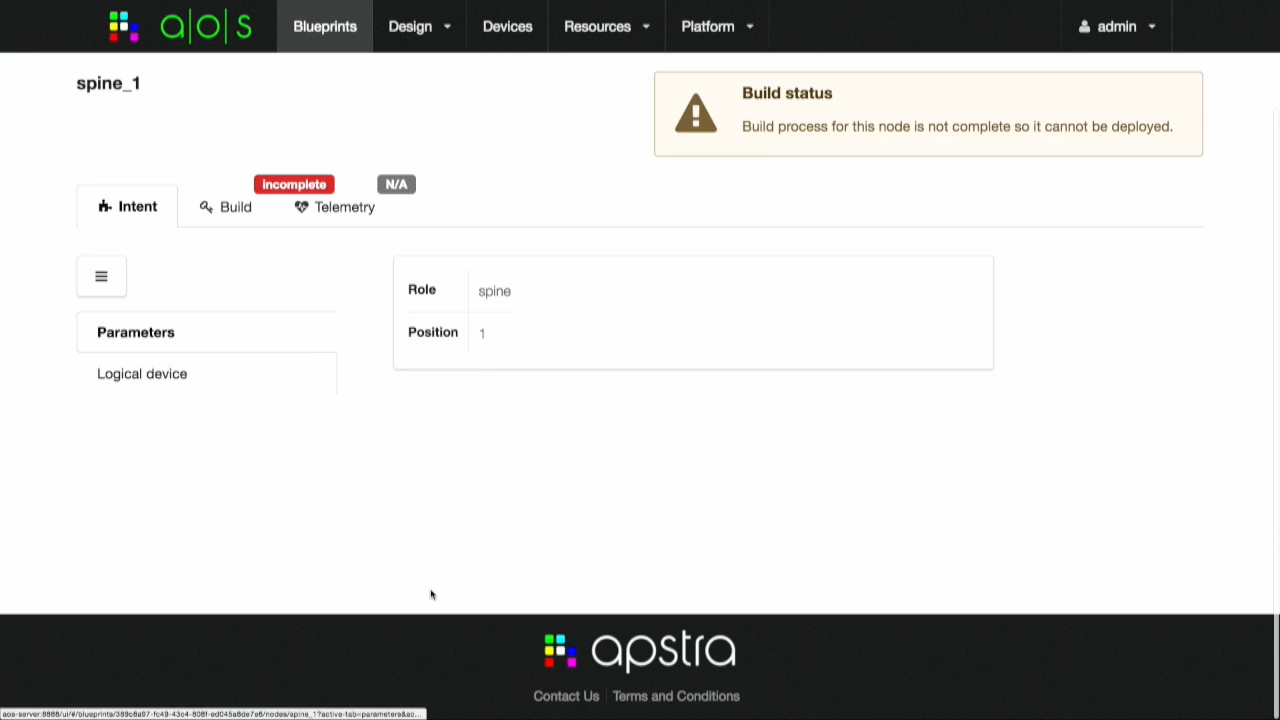 a|o|s
Blueprints
Design
Devices
Resources
Platform
admin
spine_1
Build status
Build process for this node is not complete so it cannot be deployed.
incomplete
N/A
Intent
Build
Telemetry
Role
spine
Position
1
Parameters
Logical device
apstra
Contact Us
Terms and Conditions